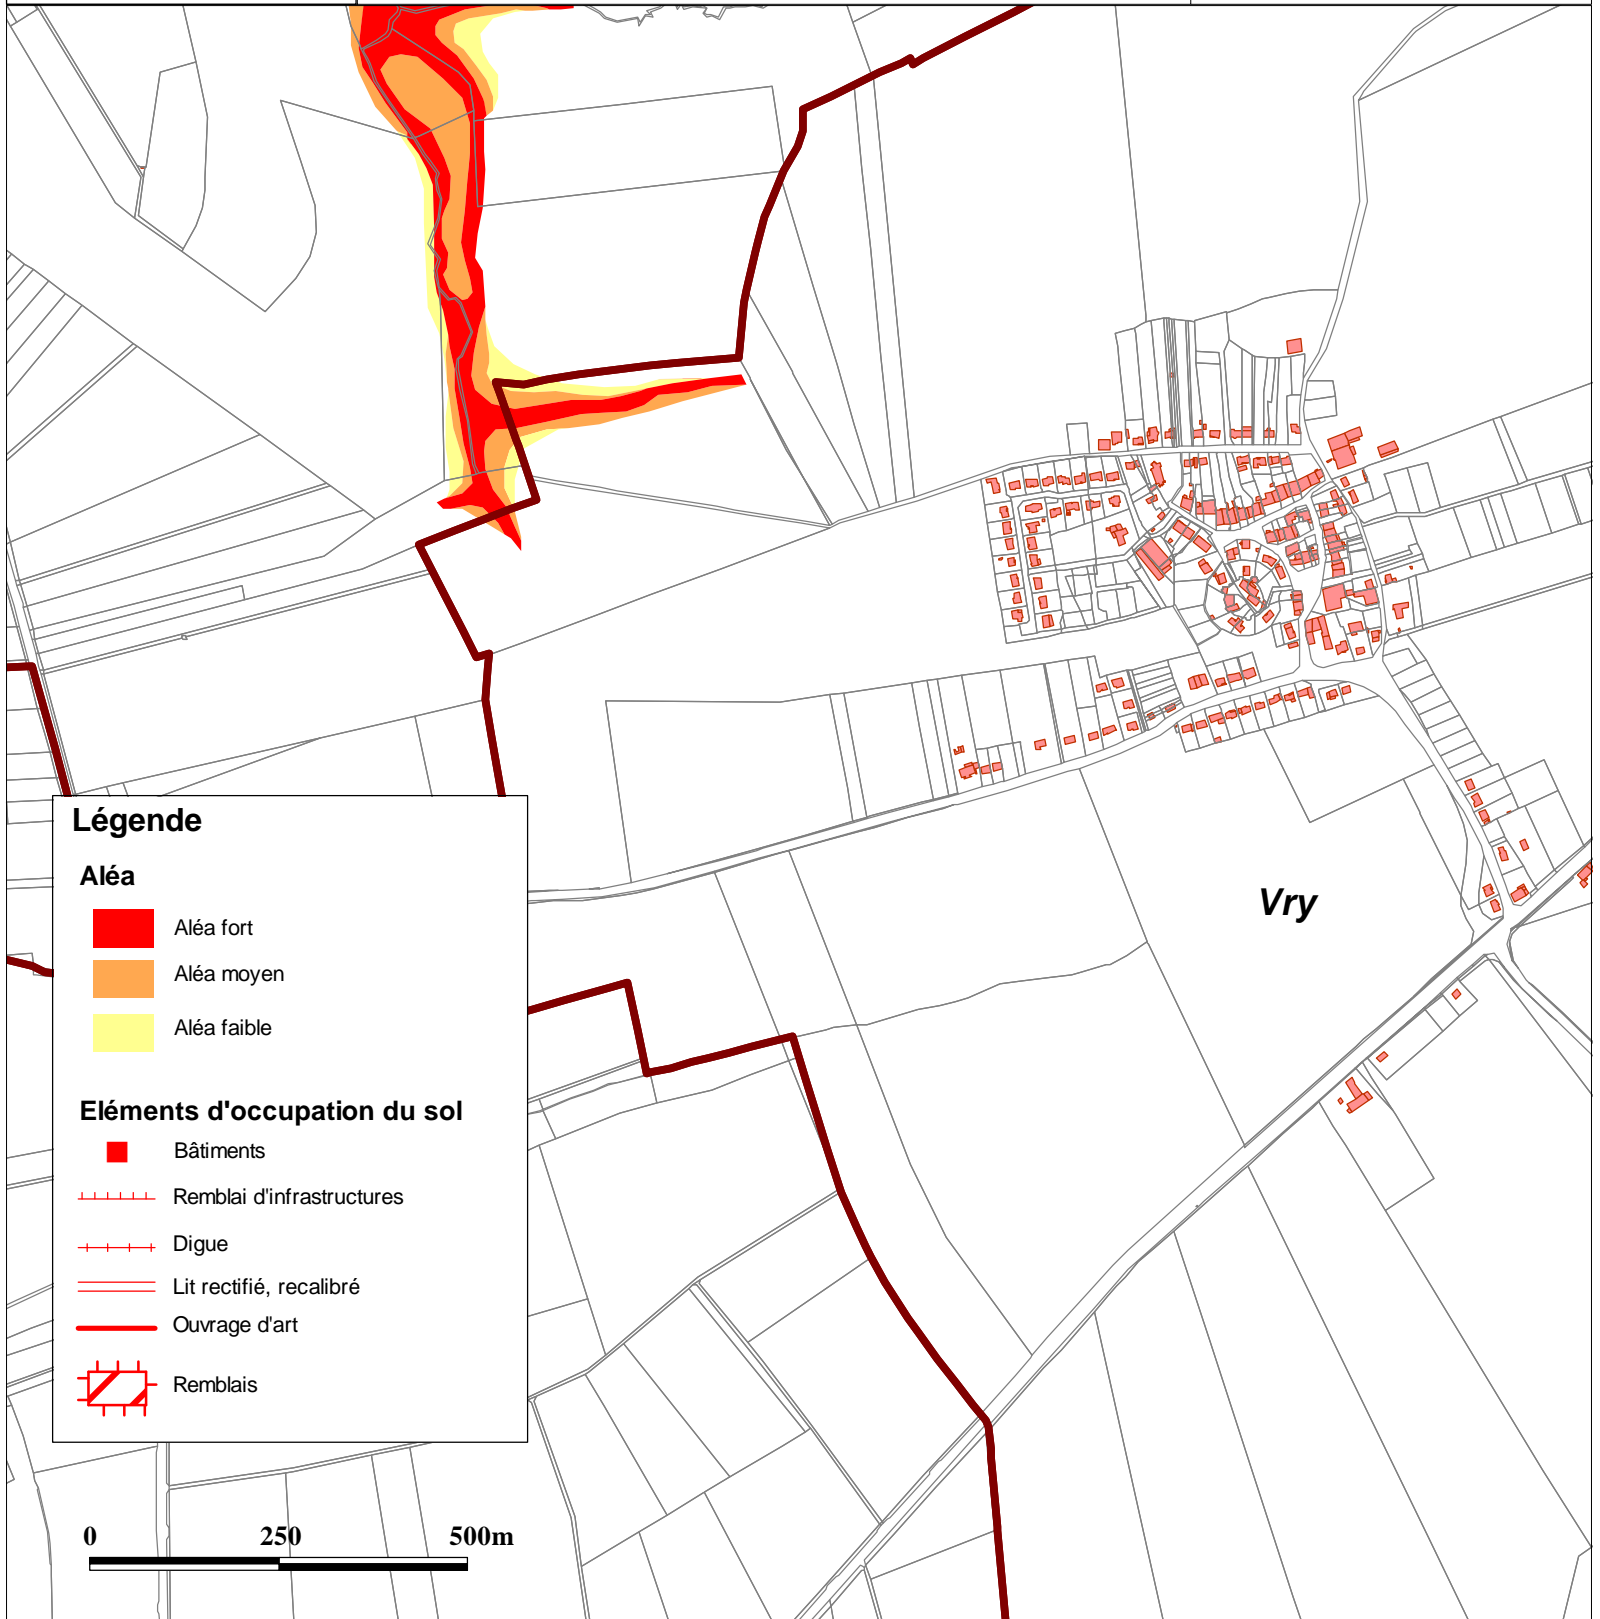 Vry
Légende
Aléa
Aléa fort
Aléa moyen
Aléa faible
Eléments d'occupation du sol
Bâtiments
Remblai d'infrastructures
Digue
Lit rectifié, recalibré
Ouvrage d'art
Remblais
0 250 500m